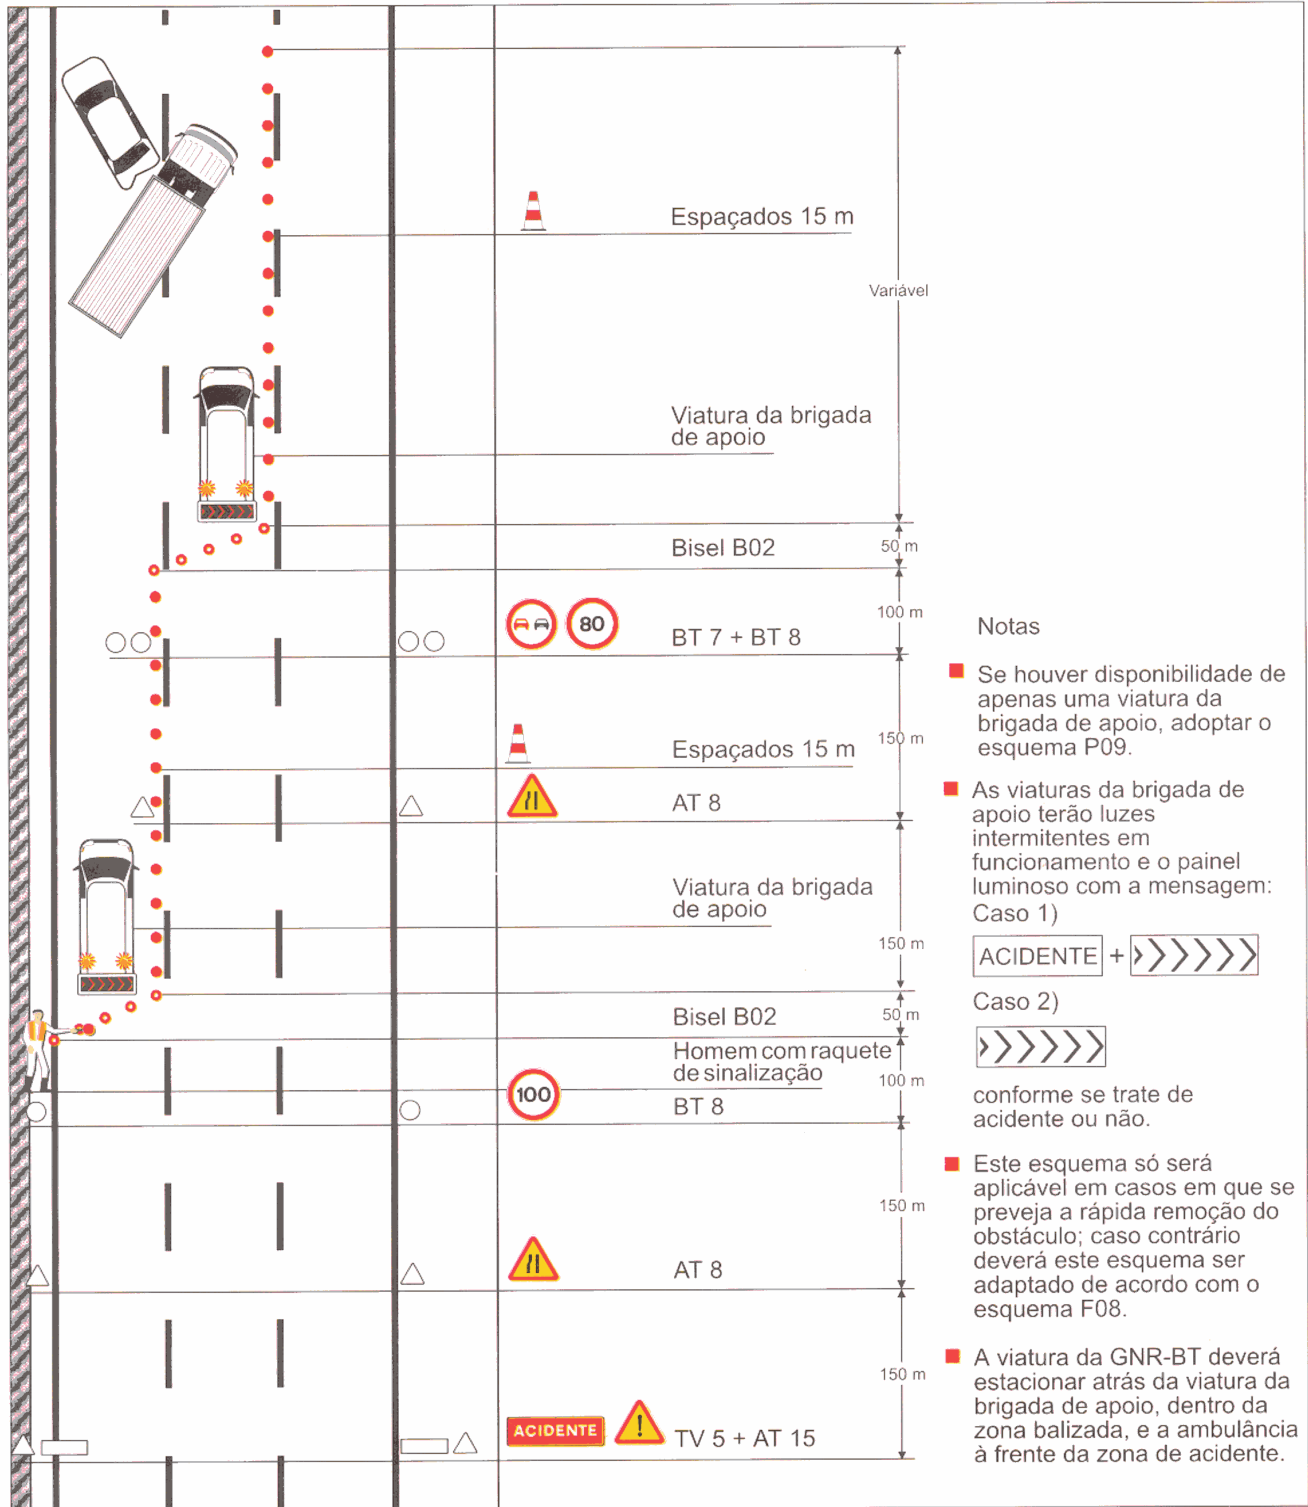 Espaçados 15 m
Variável
Viatura da brigada
de apoio
Bisel B02
50 m
100 m
80
BT 7 + BT 8
150 m
Espaçados 15 m
AT 8
Viatura da brigada
de apoio
150 m
Bisel B02
50 m
Homem com raquete
de sinalização
100 m
100
BT 8
150 m
AT 8
150 m
ACIDENTE
!
TV 5 + AT 15
Notas
Se houver disponibilidade de
apenas uma viatura da
brigada de apoio, adoptar o
esquema P09.
As viaturas da brigada de
apoio terão luzes
intermitentes em
funcionamento e o painel
luminoso com a mensagem:
Caso 1)
ACIDENTE +
Caso 2)
conforme se trate de
acidente ou não.
Este esquema só será
aplicável em casos em que se
preveja a rápida remoção do
obstáculo; caso contrário
deverá este esquema ser
adaptado de acordo com o
esquema F08.
A viatura da GNR-BT deverá
estacionar atrás da viatura da
brigada de apoio, dentro da
zona balizada, e a ambulância
à frente da zona de acidente.